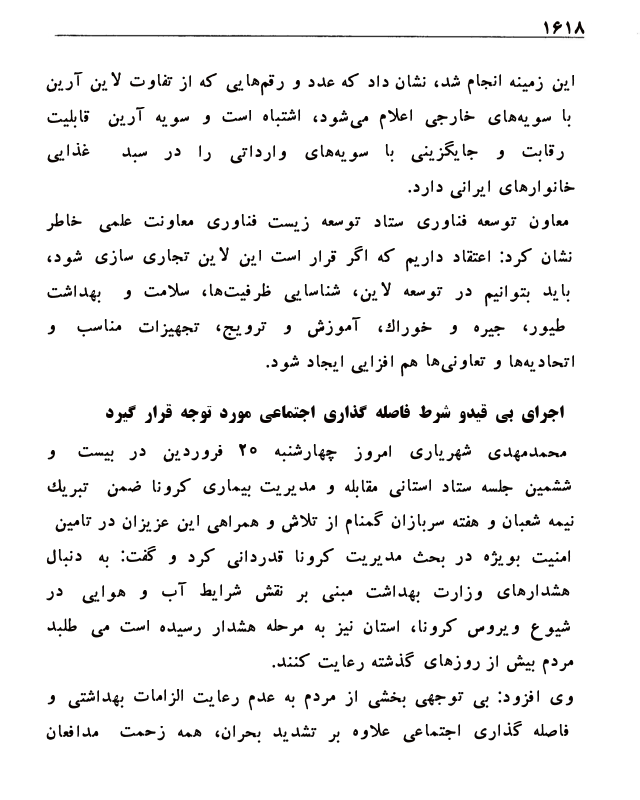 ۱۶۱۸
این زمینه انجام شد، نشان داد که عدد و رقم‌هایی که از تفاوت لاین آرین
با سویه‌های خارجی اعلام می‌شود، اشتباه است و سویه آرین قابلیت
رقابت و جایگزینی با سویه‌های وارداتی را در سبد غذایی
خانوارهای ایرانی دارد.
معاون توسعه فناوری ستاد توسعه زیست فناوری معاونت علمی خاطر
نشان کرد: اعتقاد داریم که اگر قرار است این لاین تجاری سازی شود،
باید بتوانیم در توسعه لاین، شناسایی ظرفیت‌ها، سلامت و بهداشت
طیور، جیره و خوراك، آموزش و ترویج، تجهیزات مناسب و
اتحادیه‌ها و تعاونی‌ها هم افزایی ایجاد شود.
اجرای بی قیدو شرط فاصله گذاری اجتماعی مورد توجه قرار گیرد
محمدمهدی شهریاری امروز چهارشنبه ۲۵ فروردین در بیست و
ششمین جلسه ستاد استانی مقابله و مدیریت بیماری کرونا ضمن تبریك
نیمه شعبان و هفته سربازان گمنام از تلاش و همراهی این عزیزان در تامین
امنیت بویژه در بحث مدیریت کرونا قدردانی کرد و گفت: به دنبال
هشدارهای وزارت بهداشت مبنی بر نقش شرایط آب و هوایی در
شیوع ویروس کرونا، استان نیز به مرحله هشدار رسیده است می طلبد
مردم بیش از روزهای گذشته رعایت کنند.
وی افزود: بی توجهی بخشی از مردم به عدم رعایت الزامات بهداشتی و
فاصله گذاری اجتماعی علاوه بر تشدید بحران، همه زحمت مدافعان